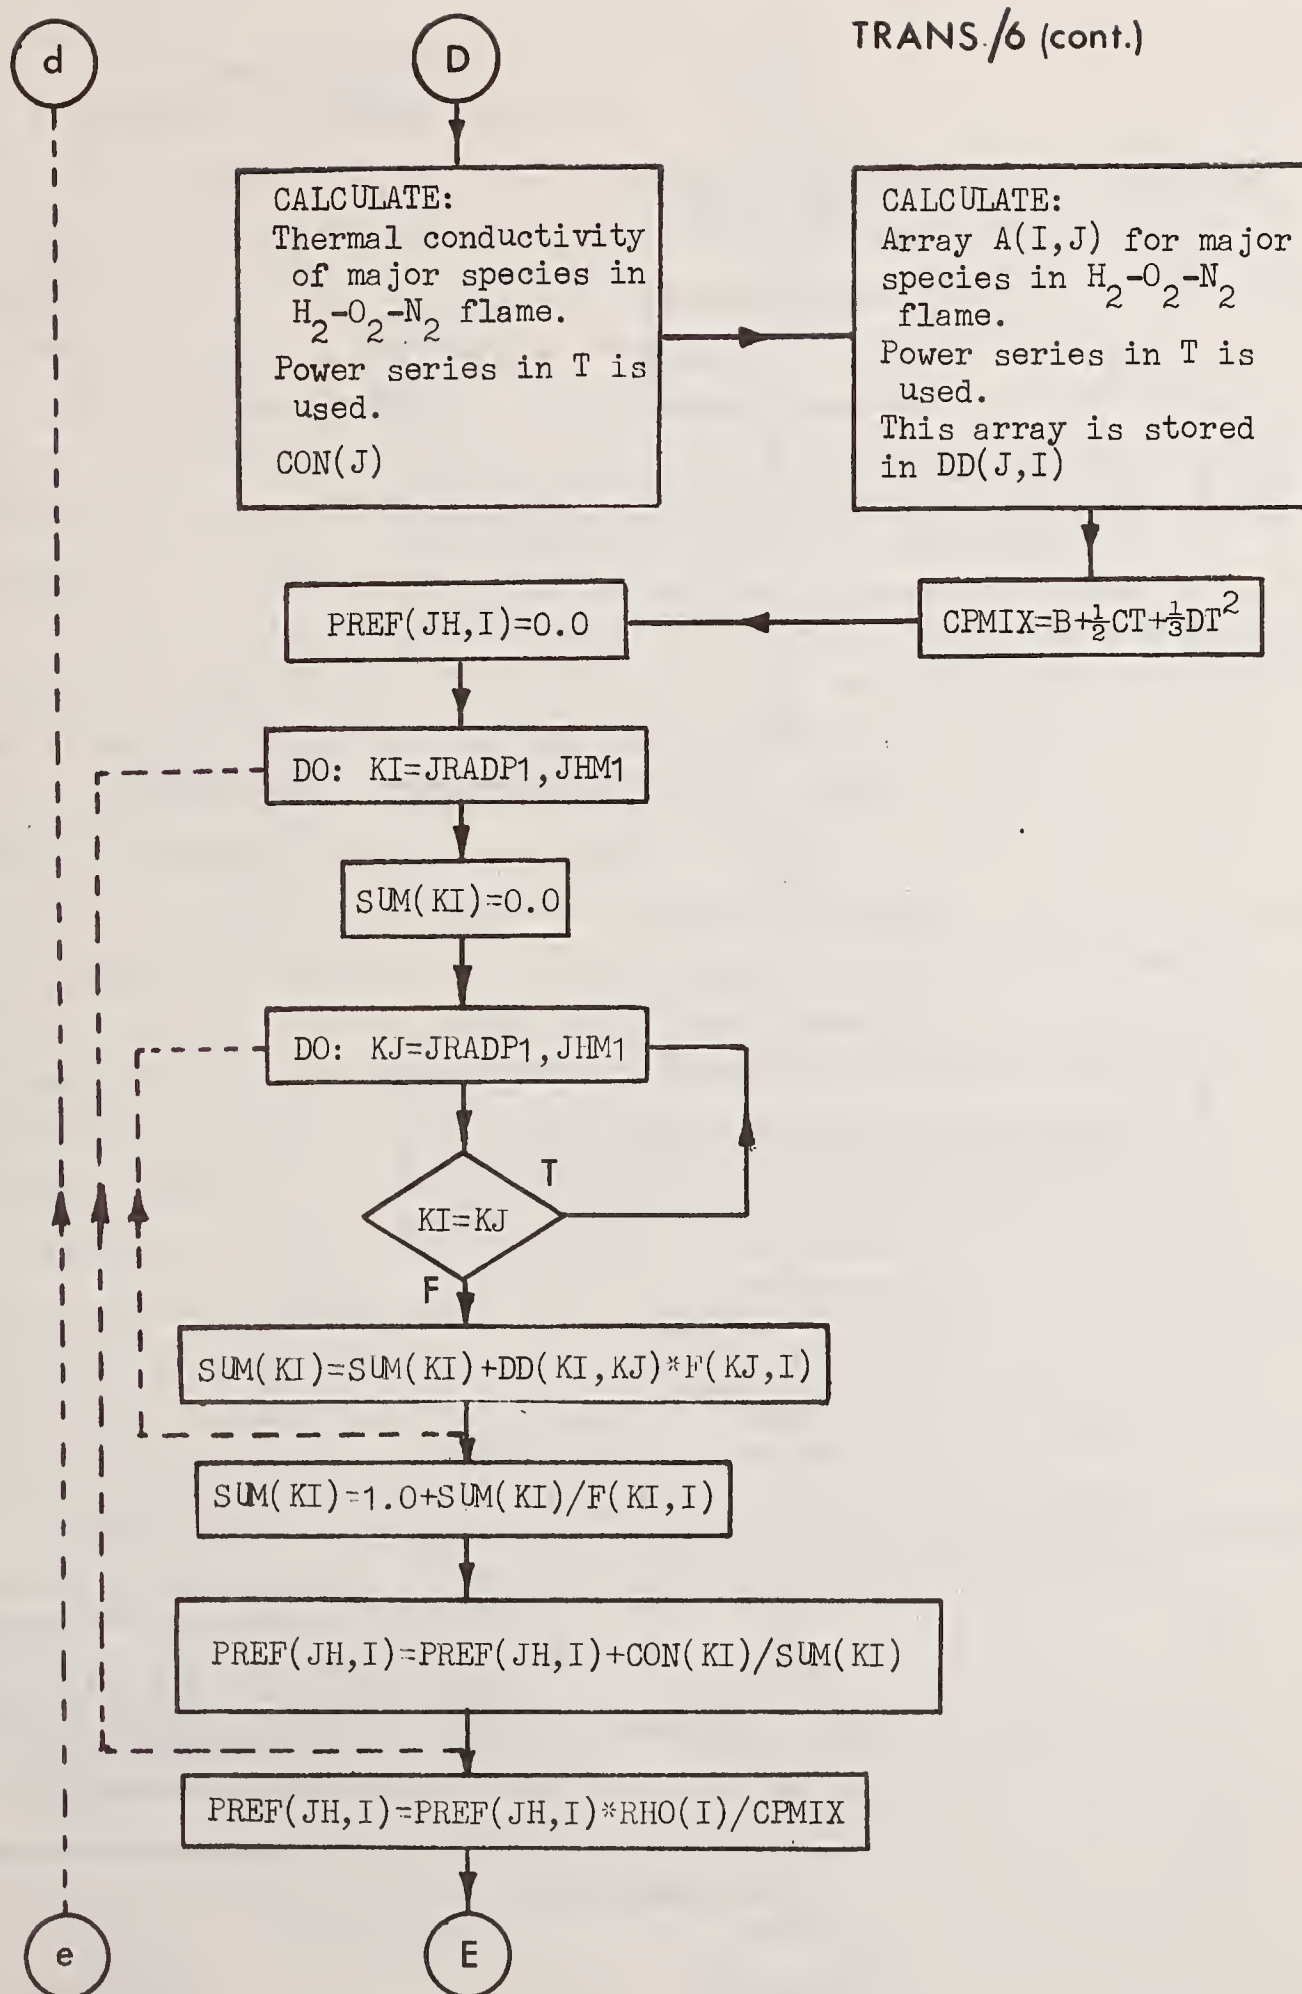 TRANS./6 (cont.)
d
D
CALCULATE:
Thermal conductivity
of major species in
H₂-O₂-N₂ flame.
Power series in T is
used.
CON(J)
CALCULATE:
Array A(I,J) for major
species in H₂-O₂-N₂
flame.
Power series in T is
used.
This array is stored
in DD(J,I)
CPMIX=B+½CT+⅓DT²
PREF(JH,I)=0.0
DO: KI=JRADP1,JHM1
SUM(KI)=0.0
DO: KJ=JRADP1,JHM1
T
KI=KJ
F
SUM(KI)=SUM(KI)+DD(KI,KJ)*F(KJ,I)
SUM(KI)=1.0+SUM(KI)/F(KI,I)
PREF(JH,I)=PREF(JH,I)+CON(KI)/SUM(KI)
PREF(JH,I)=PREF(JH,I)*RHO(I)/CPMIX
e
E